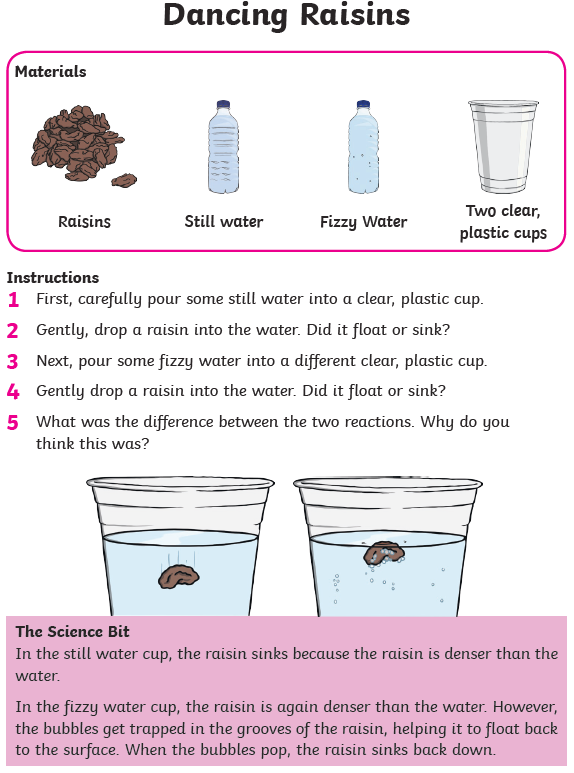 Dancing Raisins
Materials
Raisins
Still water
Fizzy Water
Two clear,
plastic cups
Instructions
1 First, carefully pour some still water into a clear, plastic cup.
2 Gently, drop a raisin into the water. Did it float or sink?
3 Next, pour some fizzy water into a different clear, plastic cup.
4 Gently drop a raisin into the water. Did it float or sink?
5 What was the difference between the two reactions. Why do you
think this was?
The Science Bit
In the still water cup, the raisin sinks because the raisin is denser than the
water.
In the fizzy water cup, the raisin is again denser than the water. However,
the bubbles get trapped in the grooves of the raisin, helping it to float back
to the surface. When the bubbles pop, the raisin sinks back down.